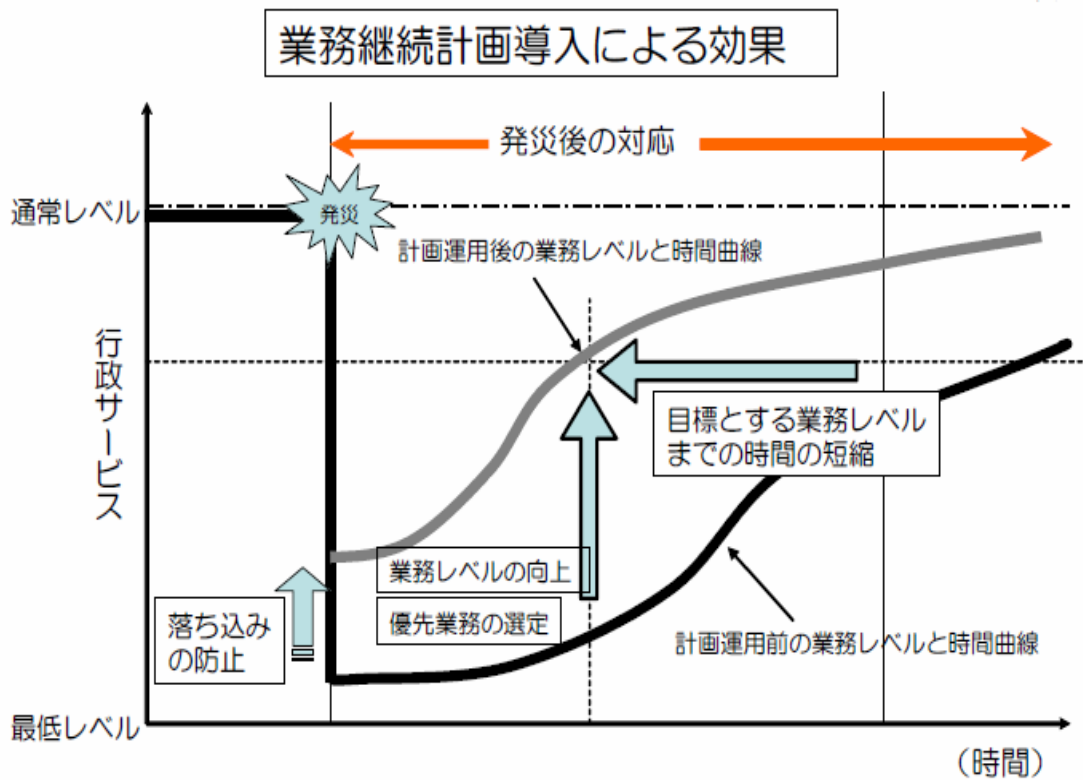 業務継続計画導入による効果
発災後の対応
通常レベル
発災
計画運用後の業務レベルと時間曲線
行政サービス
目標とする業務レベル
までの時間の短縮
業務レベルの向上
優先業務の選定
落ち込み
の防止
計画運用前の業務レベルと時間曲線
最低レベル
（時間）